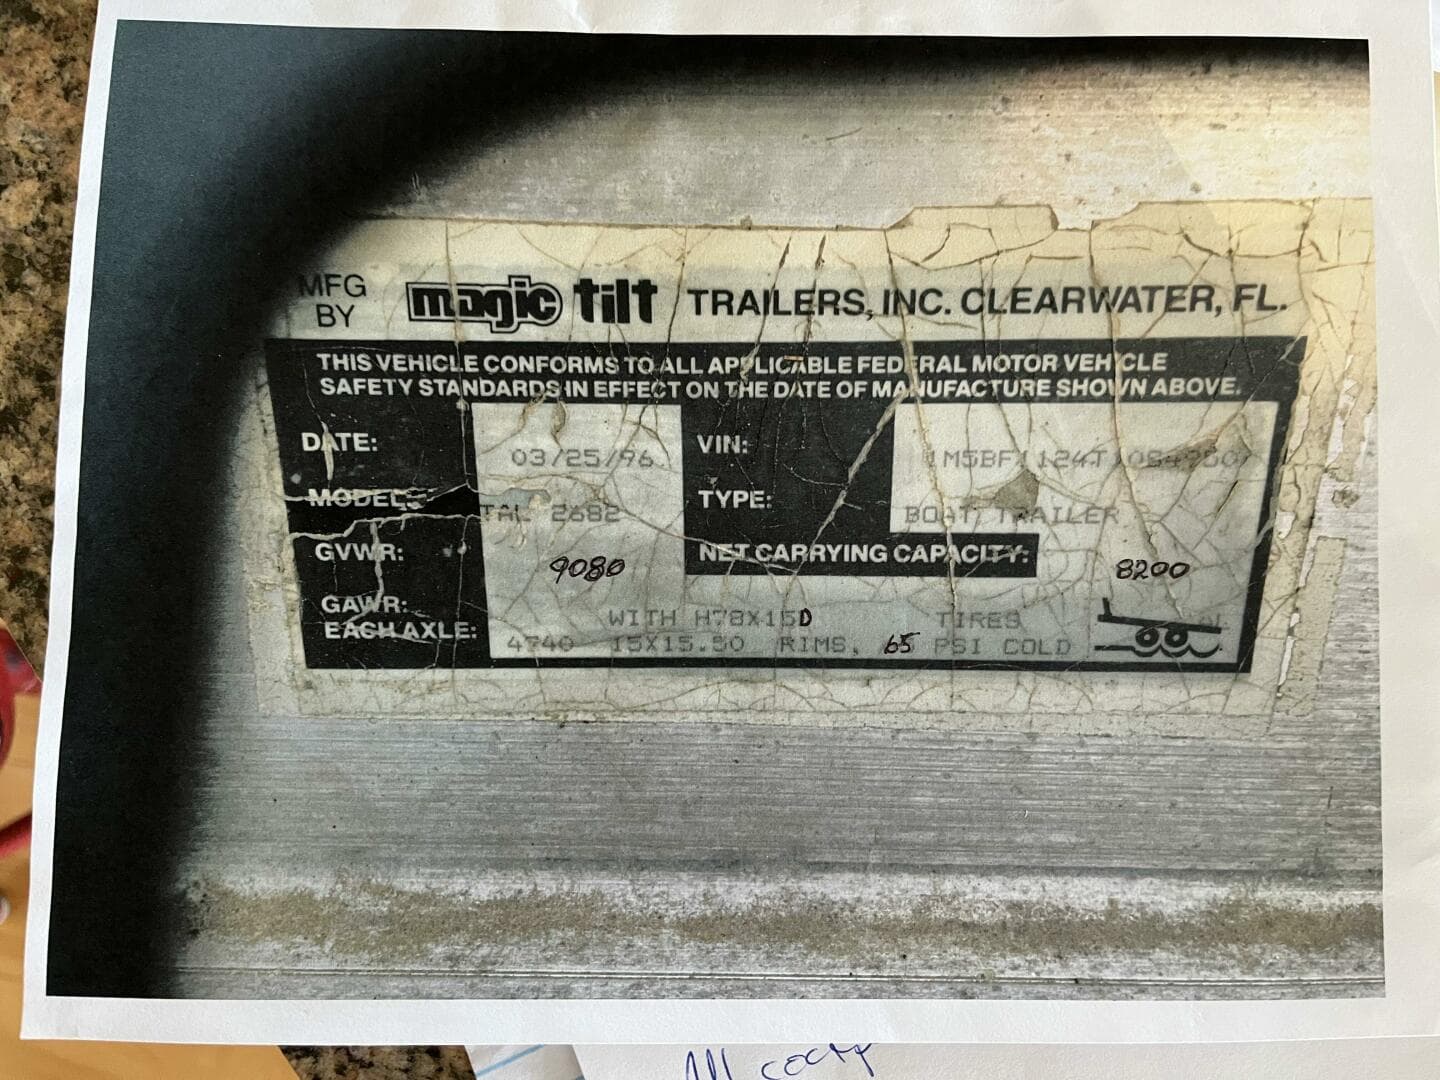 MFG BY magic tilt TRAILERS, INC. CLEARWATER, FL.
THIS VEHICLE CONFORMS TO ALL APPLICABLE FEDERAL MOTOR VEHICLE
SAFETY STANDARDS IN EFFECT ON THE DATE OF MANUFACTURE SHOWN ABOVE.
DATE: 03/25/96 VIN:
MODEL: TAL 2682 TYPE: BOAT TRAILER
GVWR: 9080 NET CARRYING CAPACITY: 8200
GAWR: WITH H78X15D TIRES
EACH AXLE: 4740 15X15.50 RIMS, 65 PSI COLD
All